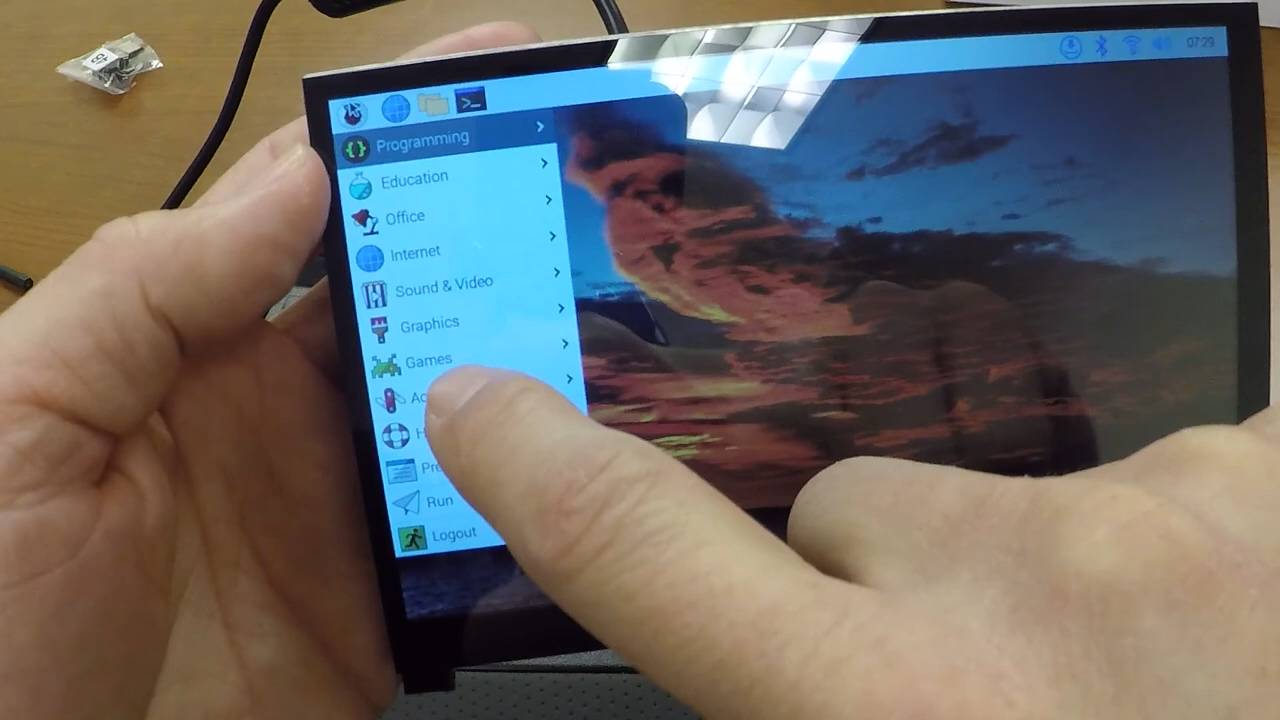 07:29
Programming
Education
Office
Internet
Sound & Video
Graphics
Games
Run
Logout